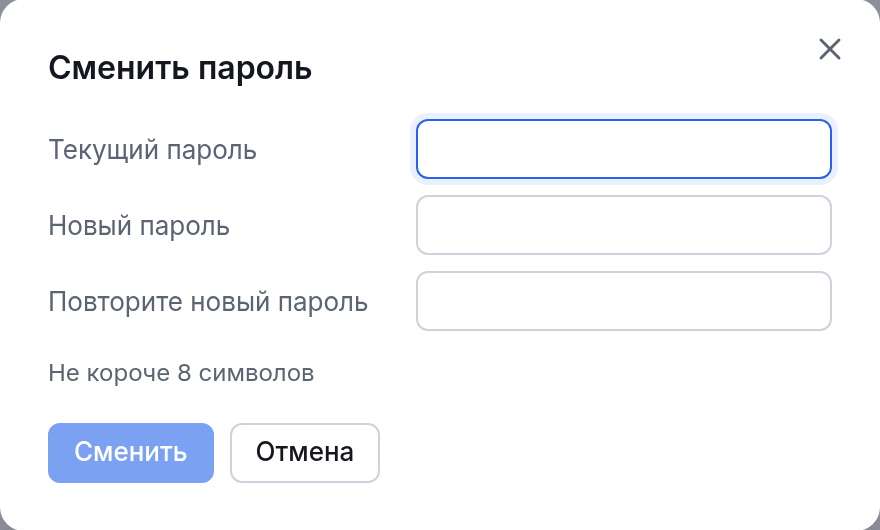 Сменить пароль
Текущий пароль
Новый пароль
Повторите новый пароль
Не короче 8 символов
Сменить
Отмена